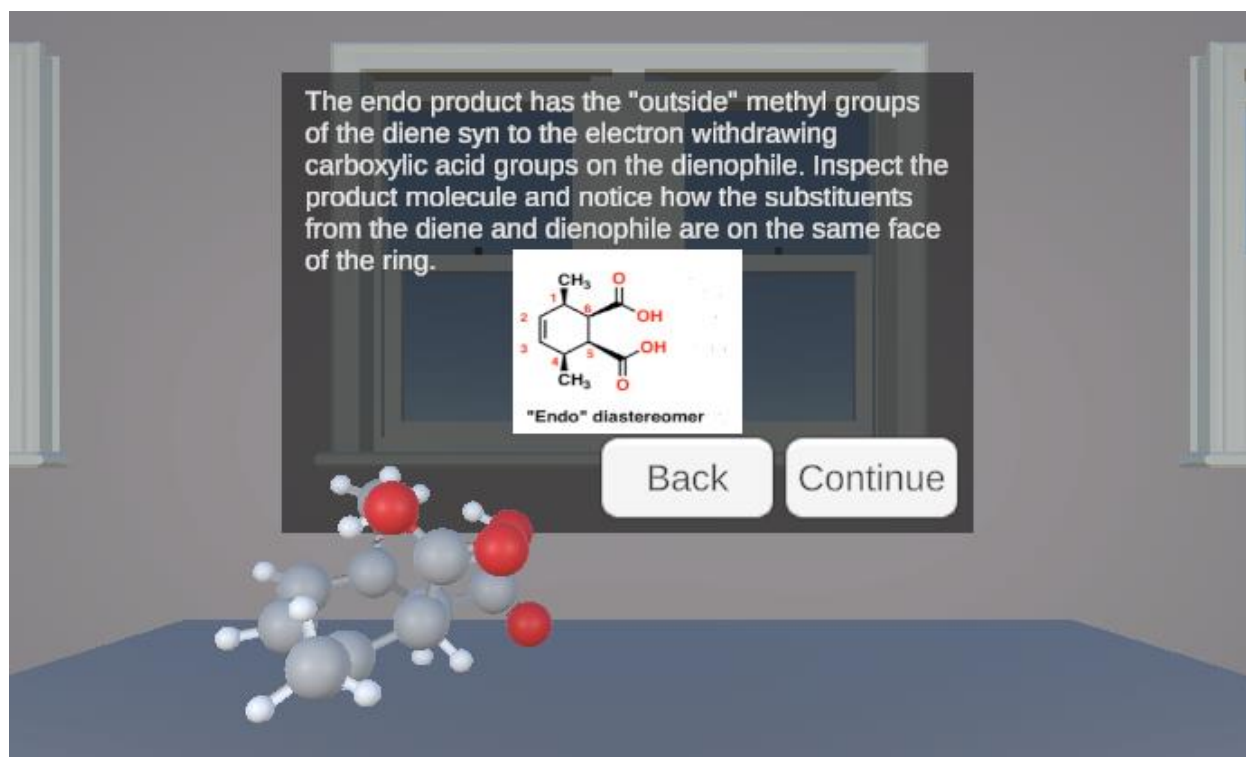 The endo product has the "outside" methyl groups
of the diene syn to the electron withdrawing
carboxylic acid groups on the dienophile. Inspect the
product molecule and notice how the substituents
from the diene and dienophile are on the same face
of the ring.
CH₃ O
1
6
OH
2
3
OH
5
4
CH₃ O
"Endo" diastereomer
Back Continue